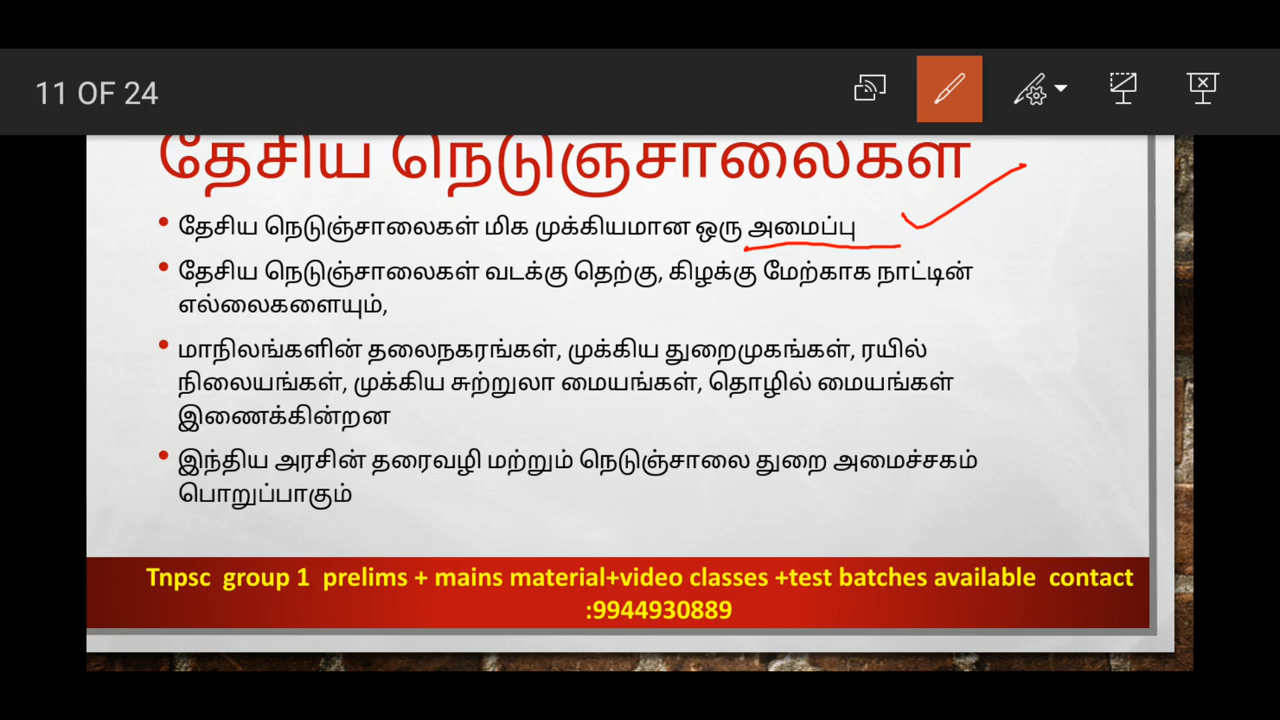 11 OF 24
தேசிய நெடுஞ்சாலைகள்
தேசிய நெடுஞ்சாலைகள் மிக முக்கியமான ஒரு அமைப்பு
தேசிய நெடுஞ்சாலைகள் வடக்கு தெற்கு, கிழக்கு மேற்காக நாட்டின்
எல்லைகளையும்,
மாநிலங்களின் தலைநகரங்கள், முக்கிய துறைமுகங்கள், ரயில்
நிலையங்கள், முக்கிய சுற்றுலா மையங்கள், தொழில் மையங்கள்
இணைக்கின்றன
இந்திய அரசின் தரைவழி மற்றும் நெடுஞ்சாலை துறை அமைச்சகம்
பொறுப்பாகும்
Tnpsc group 1 prelims + mains material+video classes +test batches available contact
:9944930889